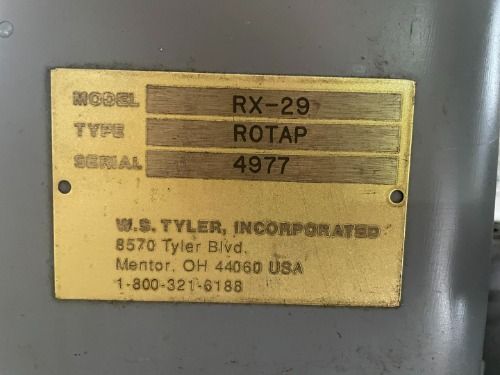 MODEL RX-29
TYPE ROTAP
SERIAL 4977
W.S. TYLER, INCORPORATED
8570 Tyler Blvd.
Mentor, OH 44060 USA
1-800-321-6188